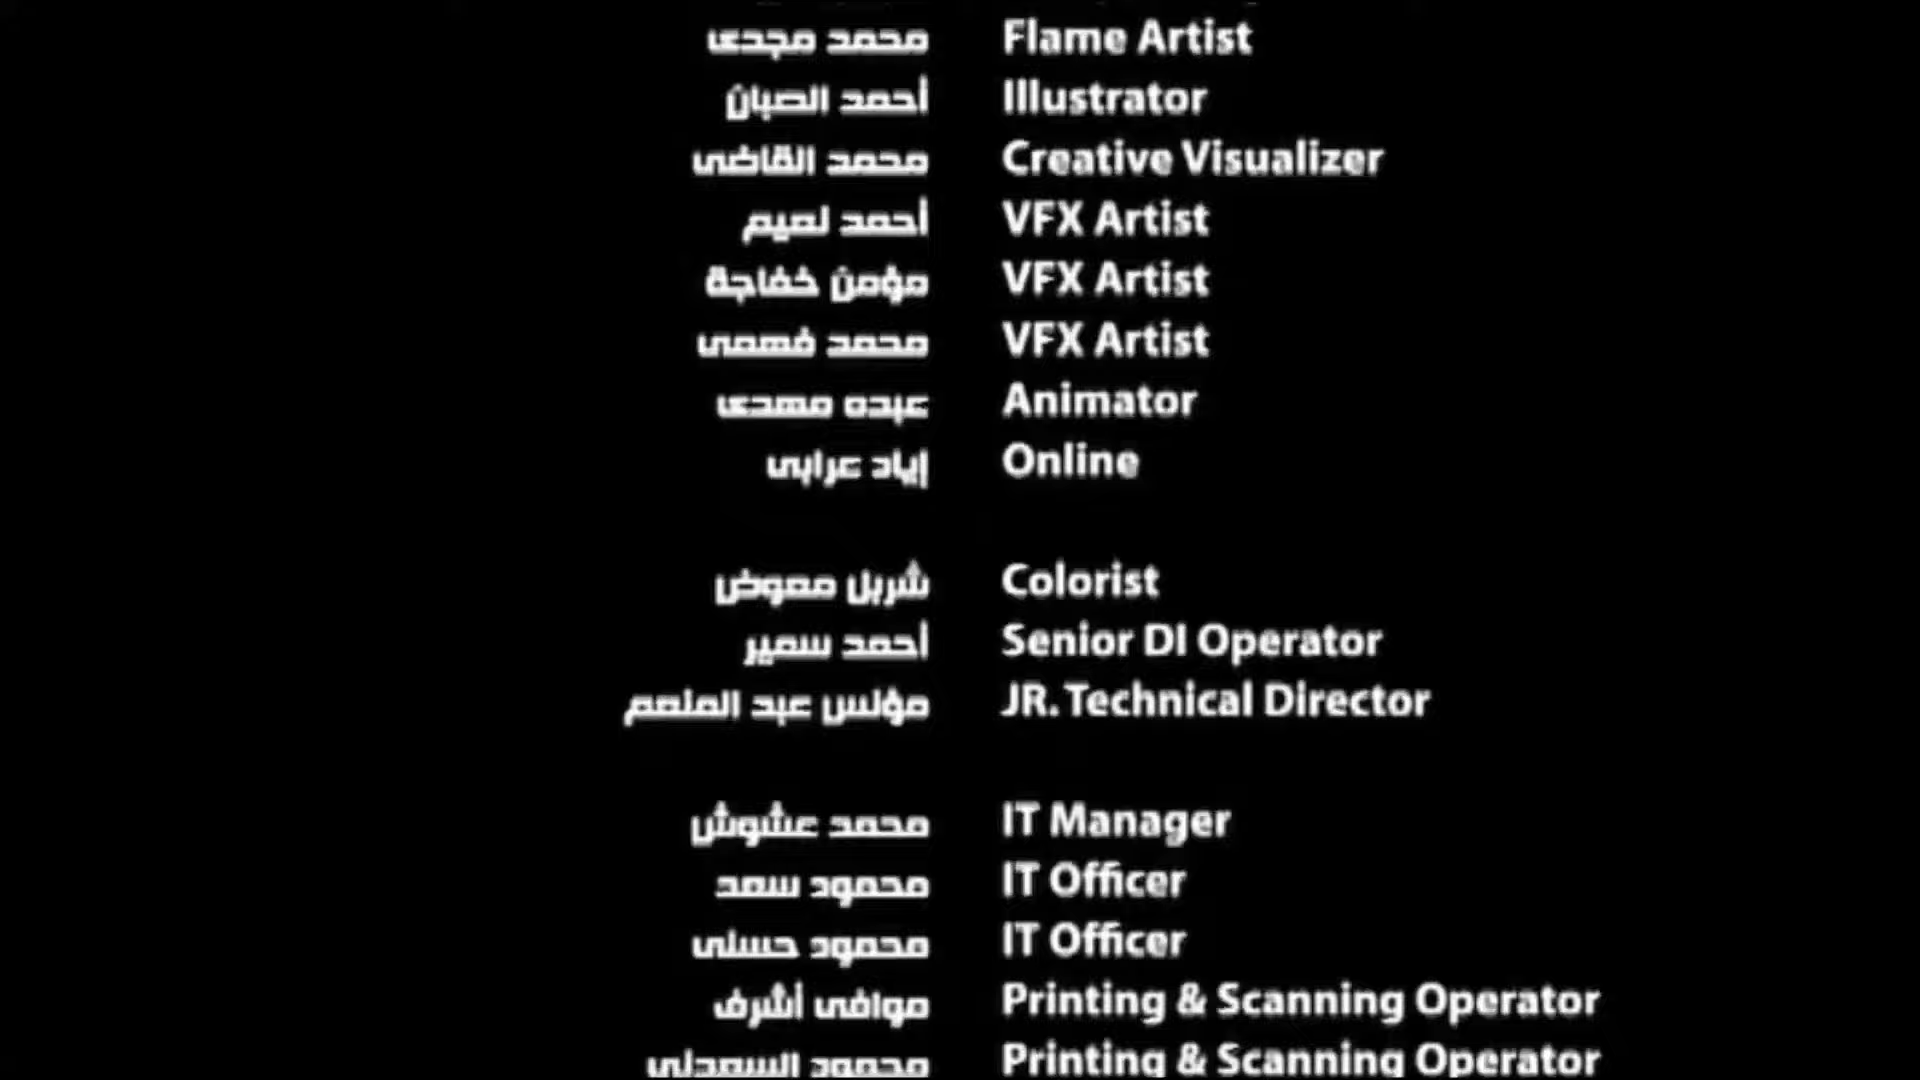 محمد مجدى Flame Artist
أحمد الصبان Illustrator
محمد القاضى Creative Visualizer
أحمد نعيم VFX Artist
مؤمن خفاجة VFX Artist
محمد فهمى VFX Artist
عبده مهدى Animator
إياد عرابى Online
شربل معوض Colorist
أحمد سمير Senior DI Operator
مؤنس عبد المنعم JR. Technical Director
محمد عشوش IT Manager
محمود سعد IT Officer
محمود حسنى IT Officer
موافى أشرف Printing & Scanning Operator
محمود السعدنى Printing & Scanning Operator